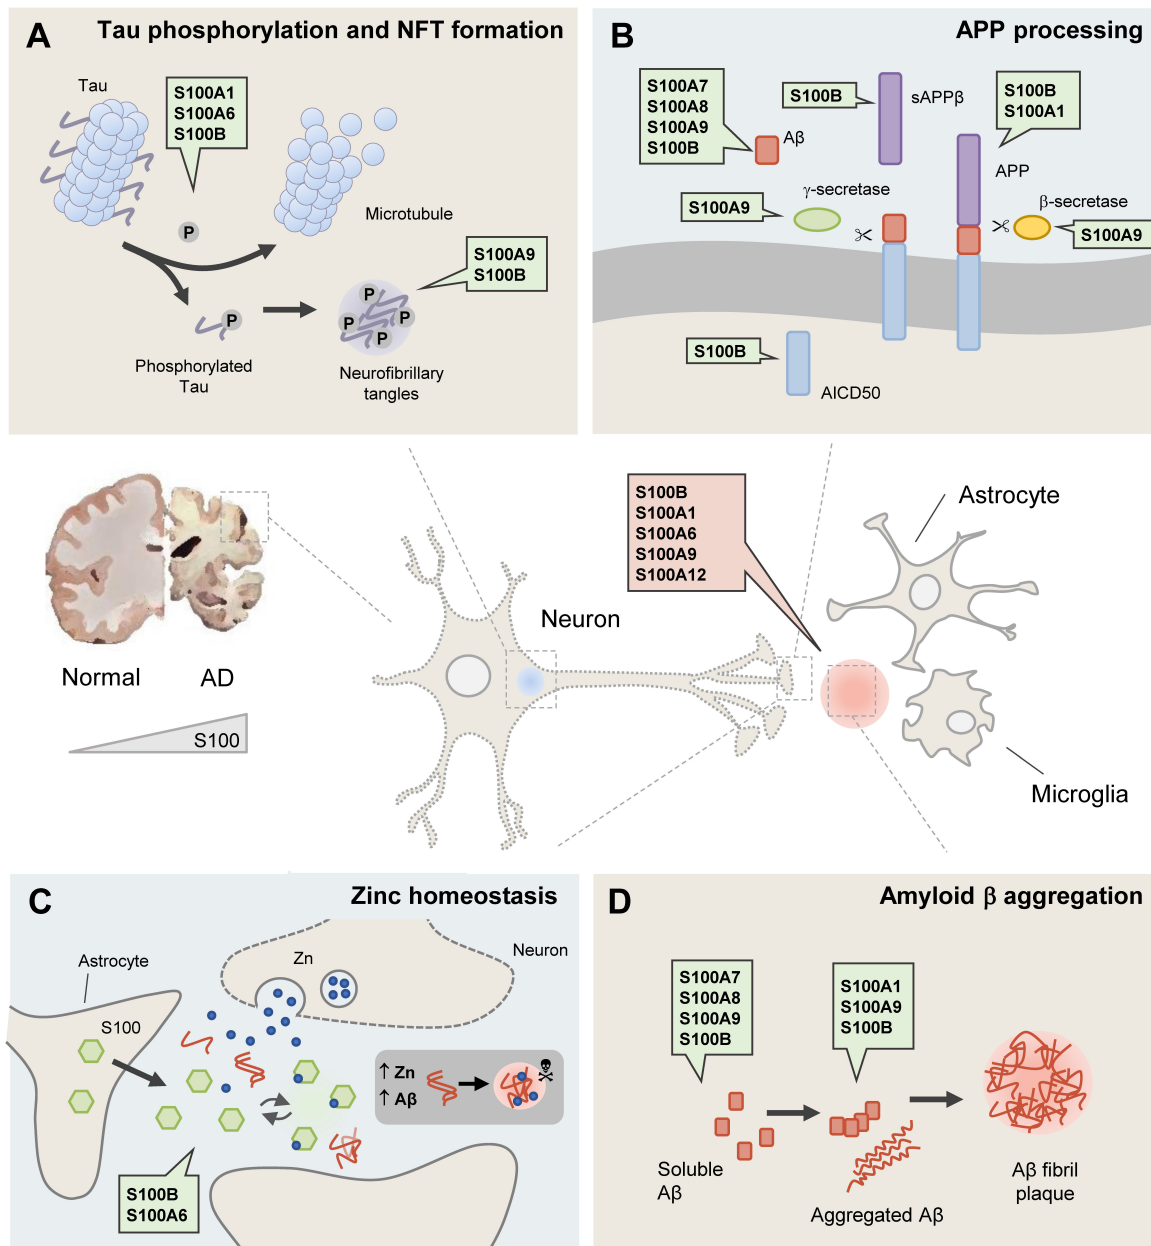 A
Tau phosphorylation and NFT formation
Tau
S100A1
S100A6
S100B
Microtubule
P
S100A9
S100B
P
P
P
P
P
Phosphorylated
Tau
Neurofibrillary
tangles
B
APP processing
S100A7
S100A8
S100A9
S100B
Aβ
S100B
sAPPβ
S100B
S100A1
APP
γ-secretase
S100A9
β-secretase
S100A9
S100B
AICD50
Normal
AD
S100
Neuron
S100B
S100A1
S100A6
S100A9
S100A12
Astrocyte
Microglia
C
Zinc homeostasis
Astrocyte
S100
Zn
Neuron
↑ Zn
↑ Aβ
S100B
S100A6
D
Amyloid β aggregation
S100A7
S100A8
S100A9
S100B
S100A1
S100A9
S100B
Soluble
Aβ
Aggregated Aβ
Aβ fibril
plaque